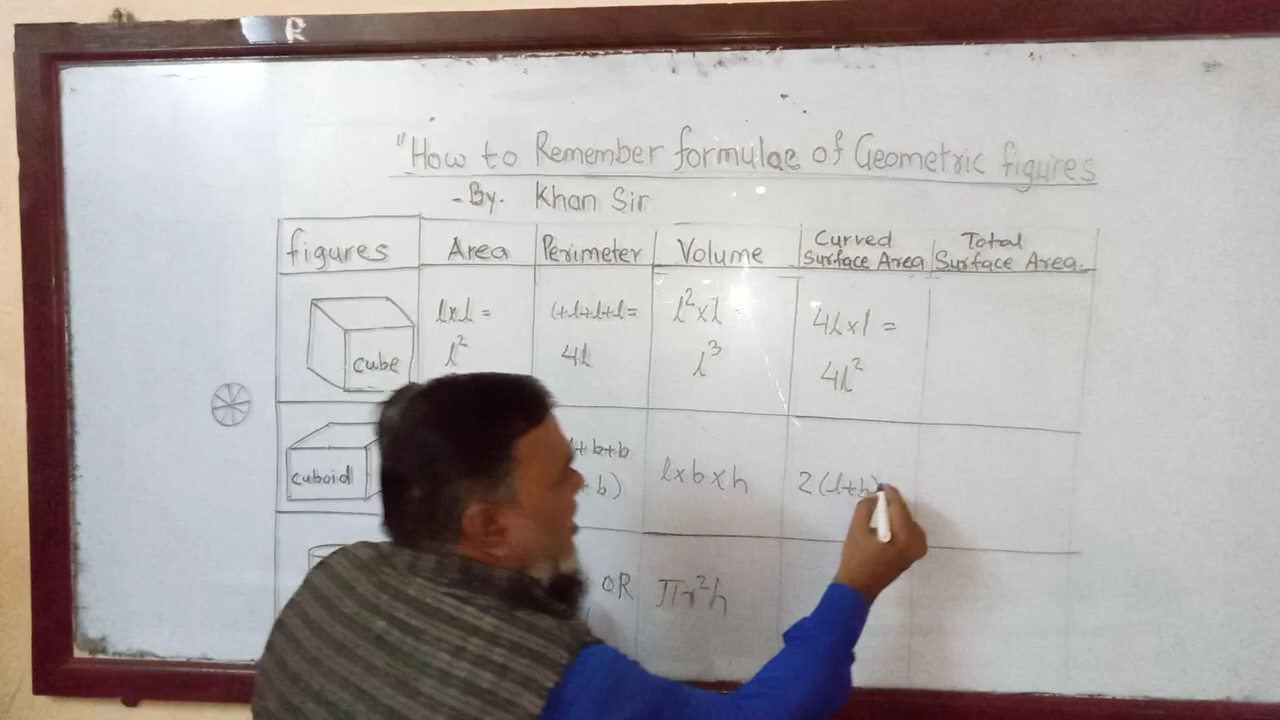 R
"How to Remember formulae of Geometric figures
- By. Khan Sir
figures Area Perimeter Volume Curved Surface Area Total Surface Area.
cube
l×l =
l²
l+l+l+l=
4l
l²×l =
l³
4l×l =
4l²
cuboid
+b+b
b)
l×b×h
2(l+b)
OR
πr²h